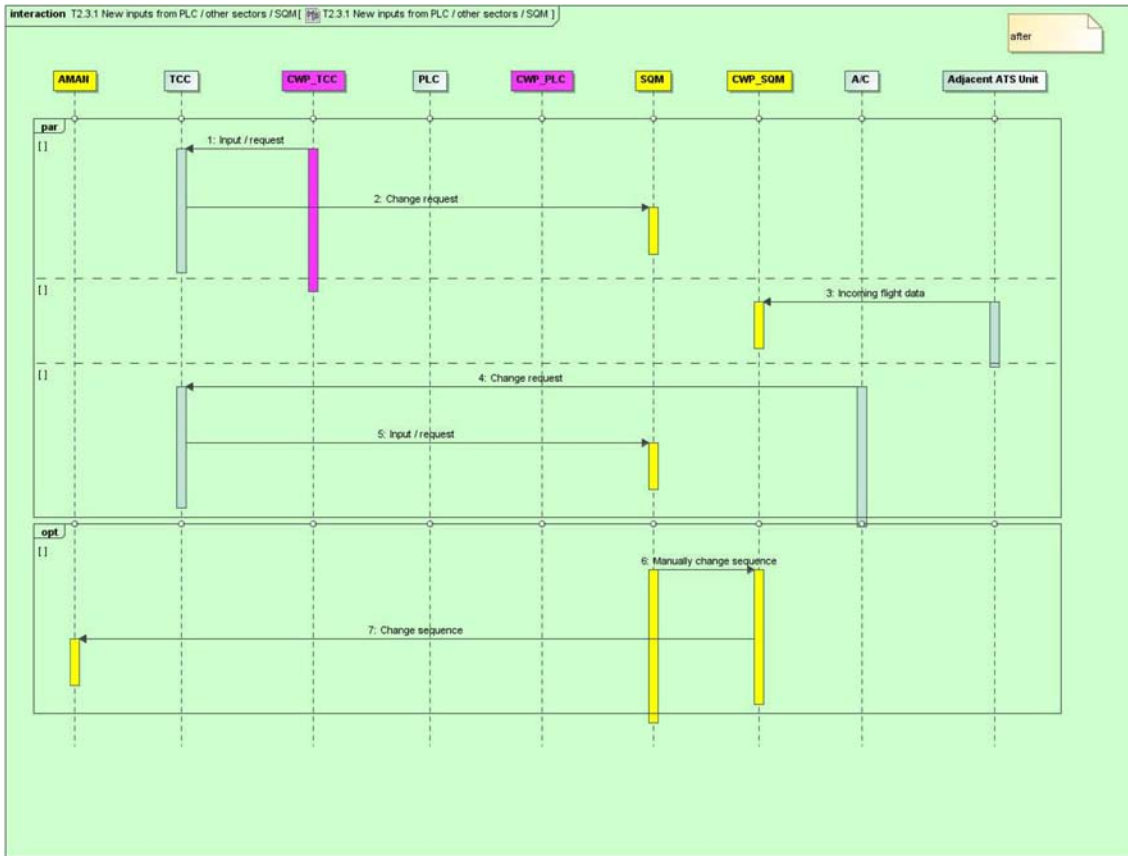 interaction T2.3.1 New inputs from PLC / other sectors / SQM[ T2.3.1 New inputs from PLC / other sectors / SQM ]
after
AMAN TCC CWP_TCC PLC CWP_PLC SQM CWP_SQM A/C Adjacent ATS Unit
par
[ ]
1: Input / request
2: Change request
[ ]
3: Incoming flight data
[ ]
4: Change request
5: Input / request
opt
[ ]
6: Manually change sequence
7: Change sequence